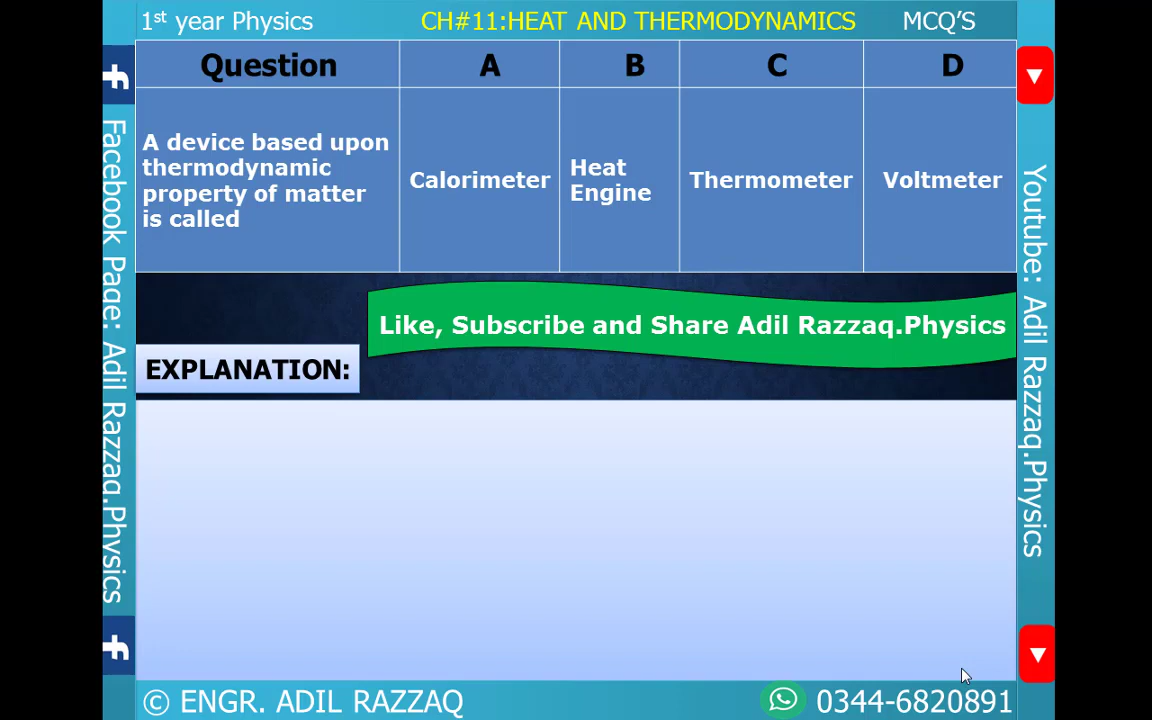 1st year Physics CH#11:HEAT AND THERMODYNAMICS MCQ'S
Question A B C D
A device based upon
thermodynamic
property of matter
is called
Calorimeter
Heat
Engine
Thermometer
Voltmeter
Like, Subscribe and Share Adil Razzaq.Physics
EXPLANATION:
Facebook Page: Adil Razzaq.Physics
Youtube: Adil Razzaq.Physics
© ENGR. ADIL RAZZAQ 0344-6820891